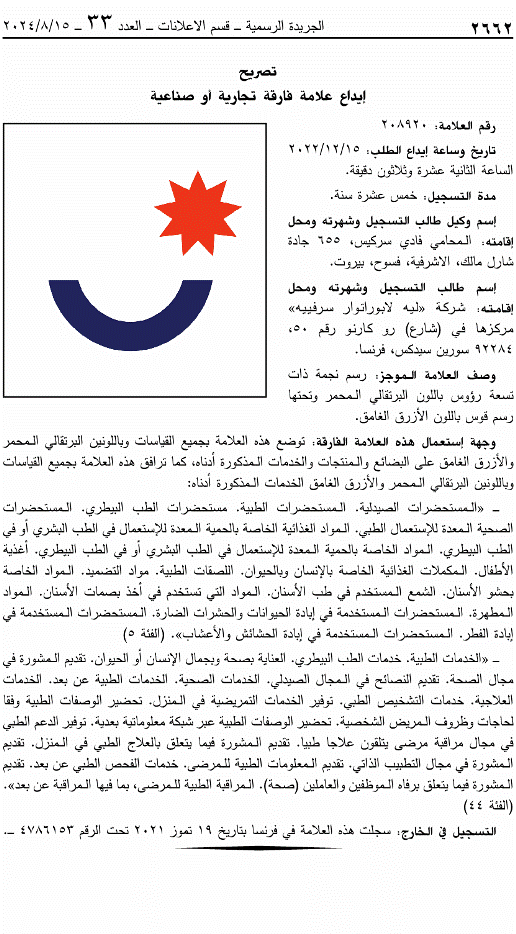 ٢٦٦٢ الجريدة الرسمية ـ قسم الاعلانات ـ العدد ٣٣ ـ ٢٠٢٤/٨/١٥
تصريح
إيداع علامة فارقة تجارية أو صناعية
رقم العلامة: ٢٠٨٩٢٠
تاريخ وساعة إيداع الطلب: ٢٠٢٢/١٢/١٥
الساعة الثانية عشرة وثلاثون دقيقة.
مدة التسجيل: خمس عشرة سنة.
إسم وكيل طالب التسجيل وشهرته ومحل
إقامته: المحامي فادي سركيس، ٦٥٥ جادة
شارل مالك، الاشرفية، فسوح، بيروت.
إسم طالب التسجيل وشهرته ومحل
إقامته: شركة «ليه لابوراتوار سرفييه»
مركزها في (شارع) رو كارنو رقم ٥٠،
٩٢٢٨٤ سورين سيدكس، فرنسا.
وصف العلامة الموجز: رسم نجمة ذات
تسعة رؤوس باللون البرتقالي المحمر وتحتها
رسم قوس باللون الأزرق الغامق.
وجهة إستعمال هذه العلامة الفارقة: توضع هذه العلامة بجميع القياسات وباللونين البرتقالي المحمر
والأزرق الغامق على البضائع والمنتجات والخدمات المذكورة أدناه، كما ترافق هذه العلامة بجميع القياسات
وباللونين البرتقالي المحمر والأزرق الغامق الخدمات المذكورة أدناه:
ـ «المستحضرات الصيدلية. المستحضرات الطبية. مستحضرات الطب البيطري. المستحضرات
الصحية المعدة للإستعمال الطبي. المواد الغذائية الخاصة بالحمية المعدة للإستعمال في الطب البشري أو في
الطب البيطري. المواد الخاصة بالحمية المعدة للإستعمال في الطب البشري أو في الطب البيطري. أغذية
الأطفال. المكملات الغذائية الخاصة بالإنسان وبالحيوان. اللصقات الطبية. مواد التضميد. المواد الخاصة
بحشو الأسنان. الشمع المستخدم في طب الأسنان. المواد التي تستخدم في أخذ بصمات الأسنان. المواد
المطهرة. المستحضرات المستخدمة في إبادة الحيوانات والحشرات الضارة. المستحضرات المستخدمة في
إبادة الفطر. المستحضرات المستخدمة في إبادة الحشائش والأعشاب». (الفئة ٥)
ـ «الخدمات الطبية. خدمات الطب البيطري. العناية بصحة وبجمال الإنسان أو الحيوان. تقديم المشورة في
مجال الصحة. تقديم النصائح في المجال الصيدلي. الخدمات الصحية. الخدمات الطبية عن بعد. الخدمات
العلاجية. خدمات التشخيص الطبي. توفير الخدمات التمريضية في المنزل. تحضير الوصفات الطبية وفقا
لحاجات وظروف المريض الشخصية. تحضير الوصفات الطبية عبر شبكة معلوماتية بعدية. توفير الدعم الطبي
في مجال مراقبة مرضى يتلقون علاجا طبيا. تقديم المشورة فيما يتعلق بالعلاج الطبي في المنزل. تقديم
المشورة في مجال التطبيب الذاتي. تقديم المعلومات الطبية للمرضى. خدمات الفحص الطبي عن بعد. تقديم
المشورة فيما يتعلق برفاه الموظفين والعاملين (صحة). المراقبة الطبية للمرضى، بما فيها المراقبة عن بعد».
(الفئة ٤٤)
التسجيل في الخارج: سجلت هذه العلامة في فرنسا بتاريخ ١٩ تموز ٢٠٢١ تحت الرقم ٤٧٨٦١٥٣ ـ.